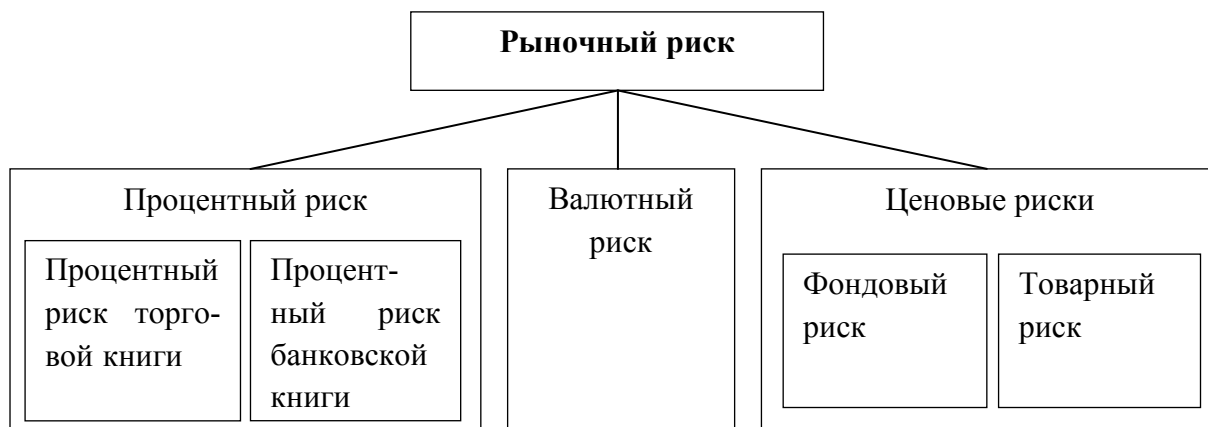 Рыночный риск
Процентный риск
Процентный
риск торго-
вой книги
Процент-
ный риск
банковской
книги
Валютный
риск
Ценовые риски
Фондовый
риск
Товарный
риск